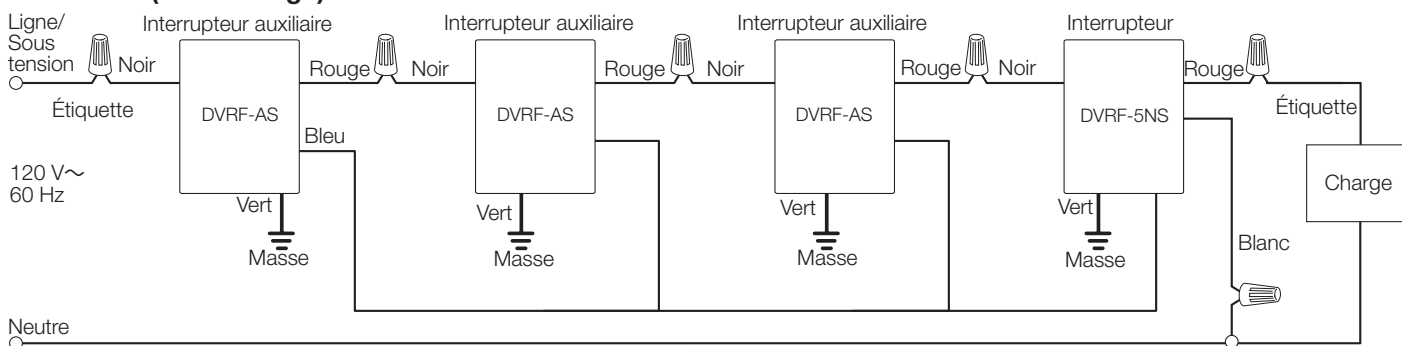 Ligne/
Sous
tension
Interrupteur auxiliaire
Interrupteur auxiliaire
Interrupteur auxiliaire
Interrupteur
Noir
Rouge
Noir
Rouge
Noir
Rouge
Noir
Rouge
Étiquette
DVRF-AS
DVRF-AS
DVRF-AS
DVRF-5NS
Étiquette
Bleu
120 V~
60 Hz
Charge
Vert
Vert
Vert
Vert
Masse
Masse
Masse
Masse
Blanc
Neutre